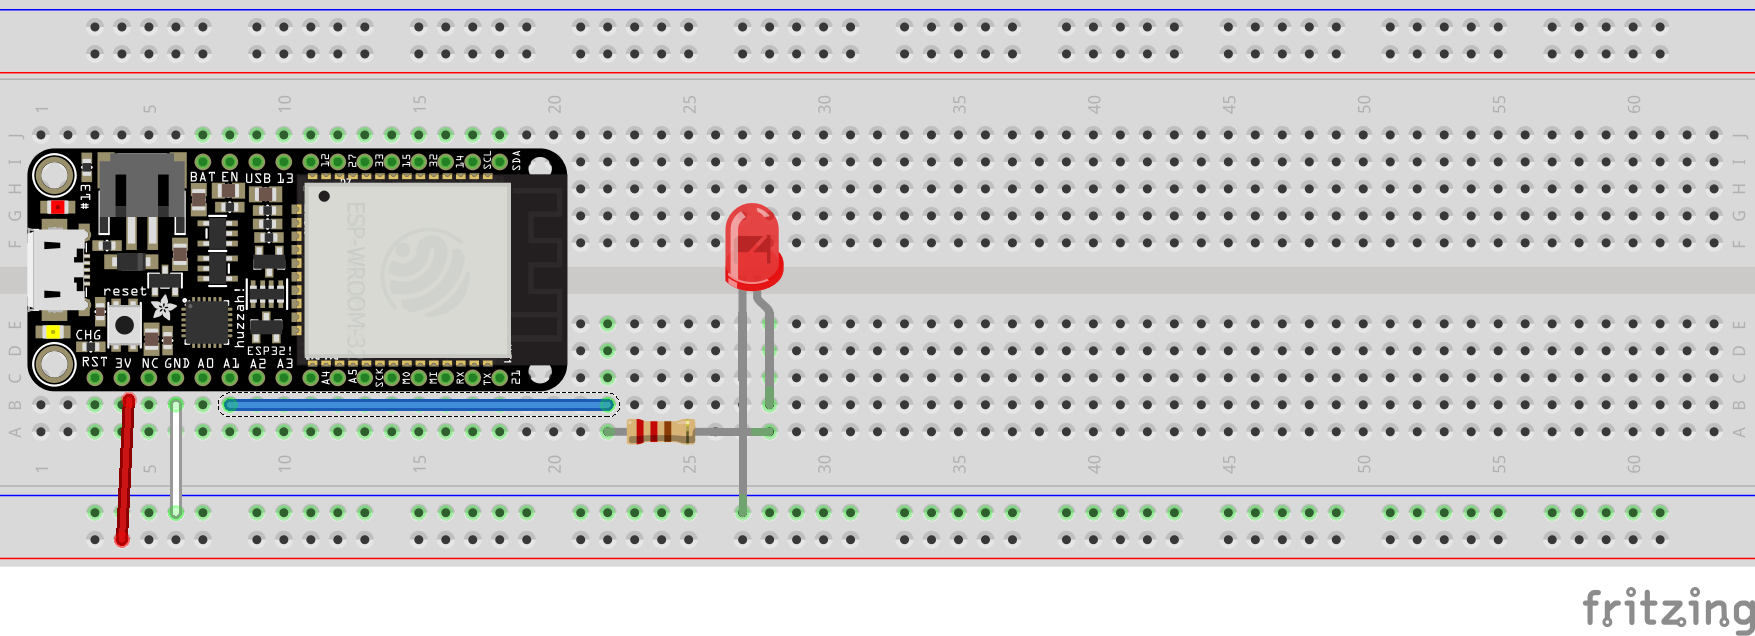 1 5 10 15 20 25 30 35 40 45 50 55 60
J J
I I
H H
G G
F F
12 27 33 15 32 14 SCL SDA
BAT EN USB 13
#13
ESP-WROOM-32
reset
huzzah!
ESP32!
CHG
RST 3V NC GND A0 A1 A2 A3
A4 A5 SCK MO MI RX TX 21
E E
D D
C C
B B
A A
1 5 10 15 20 25 30 35 40 45 50 55 60
fritzing